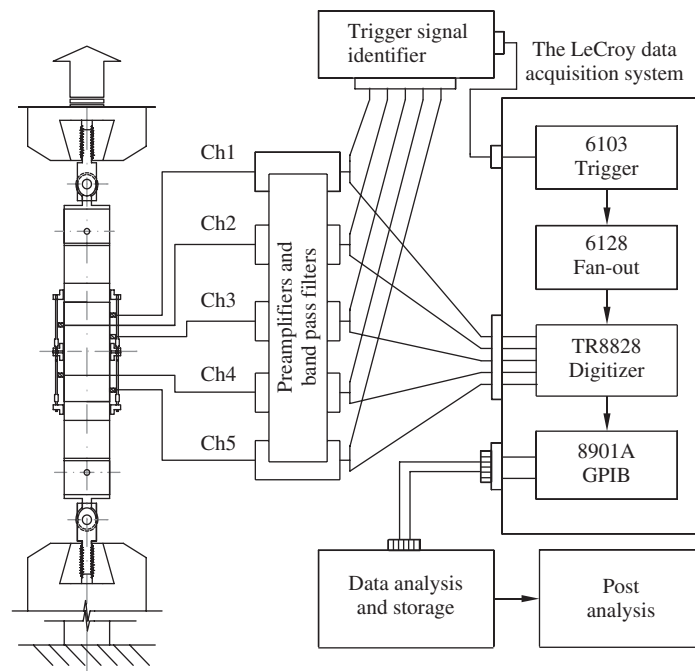 Trigger signal
identifier
The LeCroy data
acquisition system
Ch1
Ch2
Ch3
Ch4
Ch5
Preamplifiers and
band pass filters
6103
Trigger
6128
Fan-out
TR8828
Digitizer
8901A
GPIB
Data analysis
and storage
Post
analysis